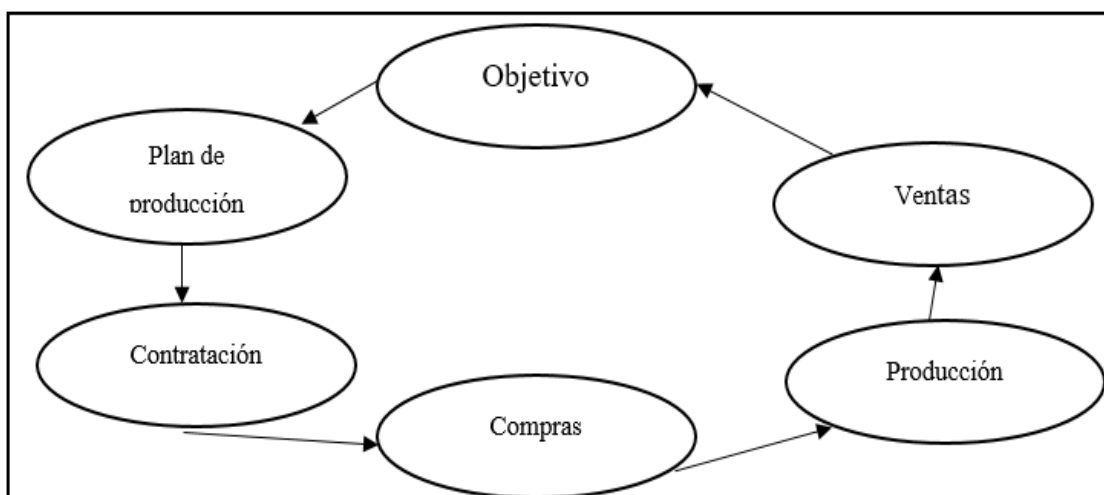 Objetivo
Plan de
producción
Ventas
Contratación
Producción
Compras